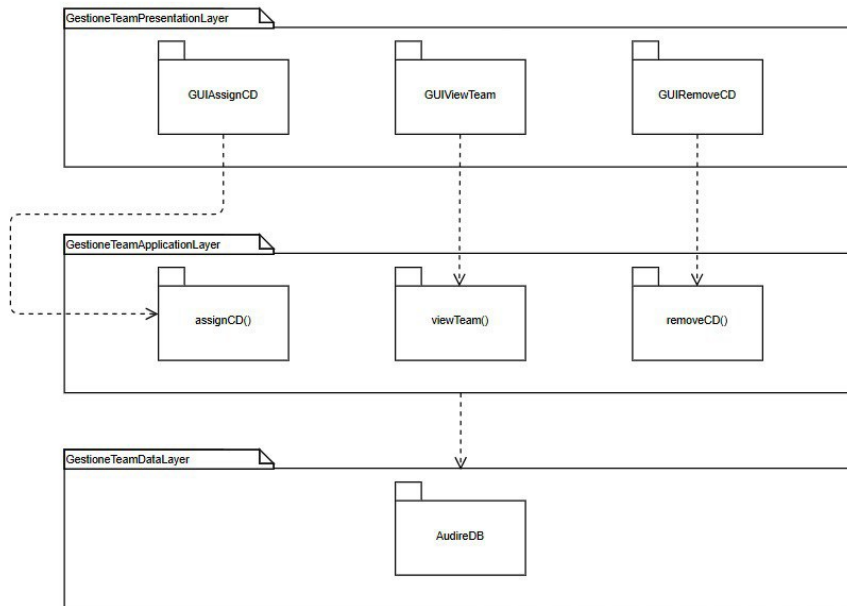 GestioneTeamPresentationLayer
GUIAssignCD
GUIViewTeam
GUIRemoveCD
GestioneTeamApplicationLayer
assignCD()
viewTeam()
removeCD()
GestioneTeamDataLayer
AudireDB